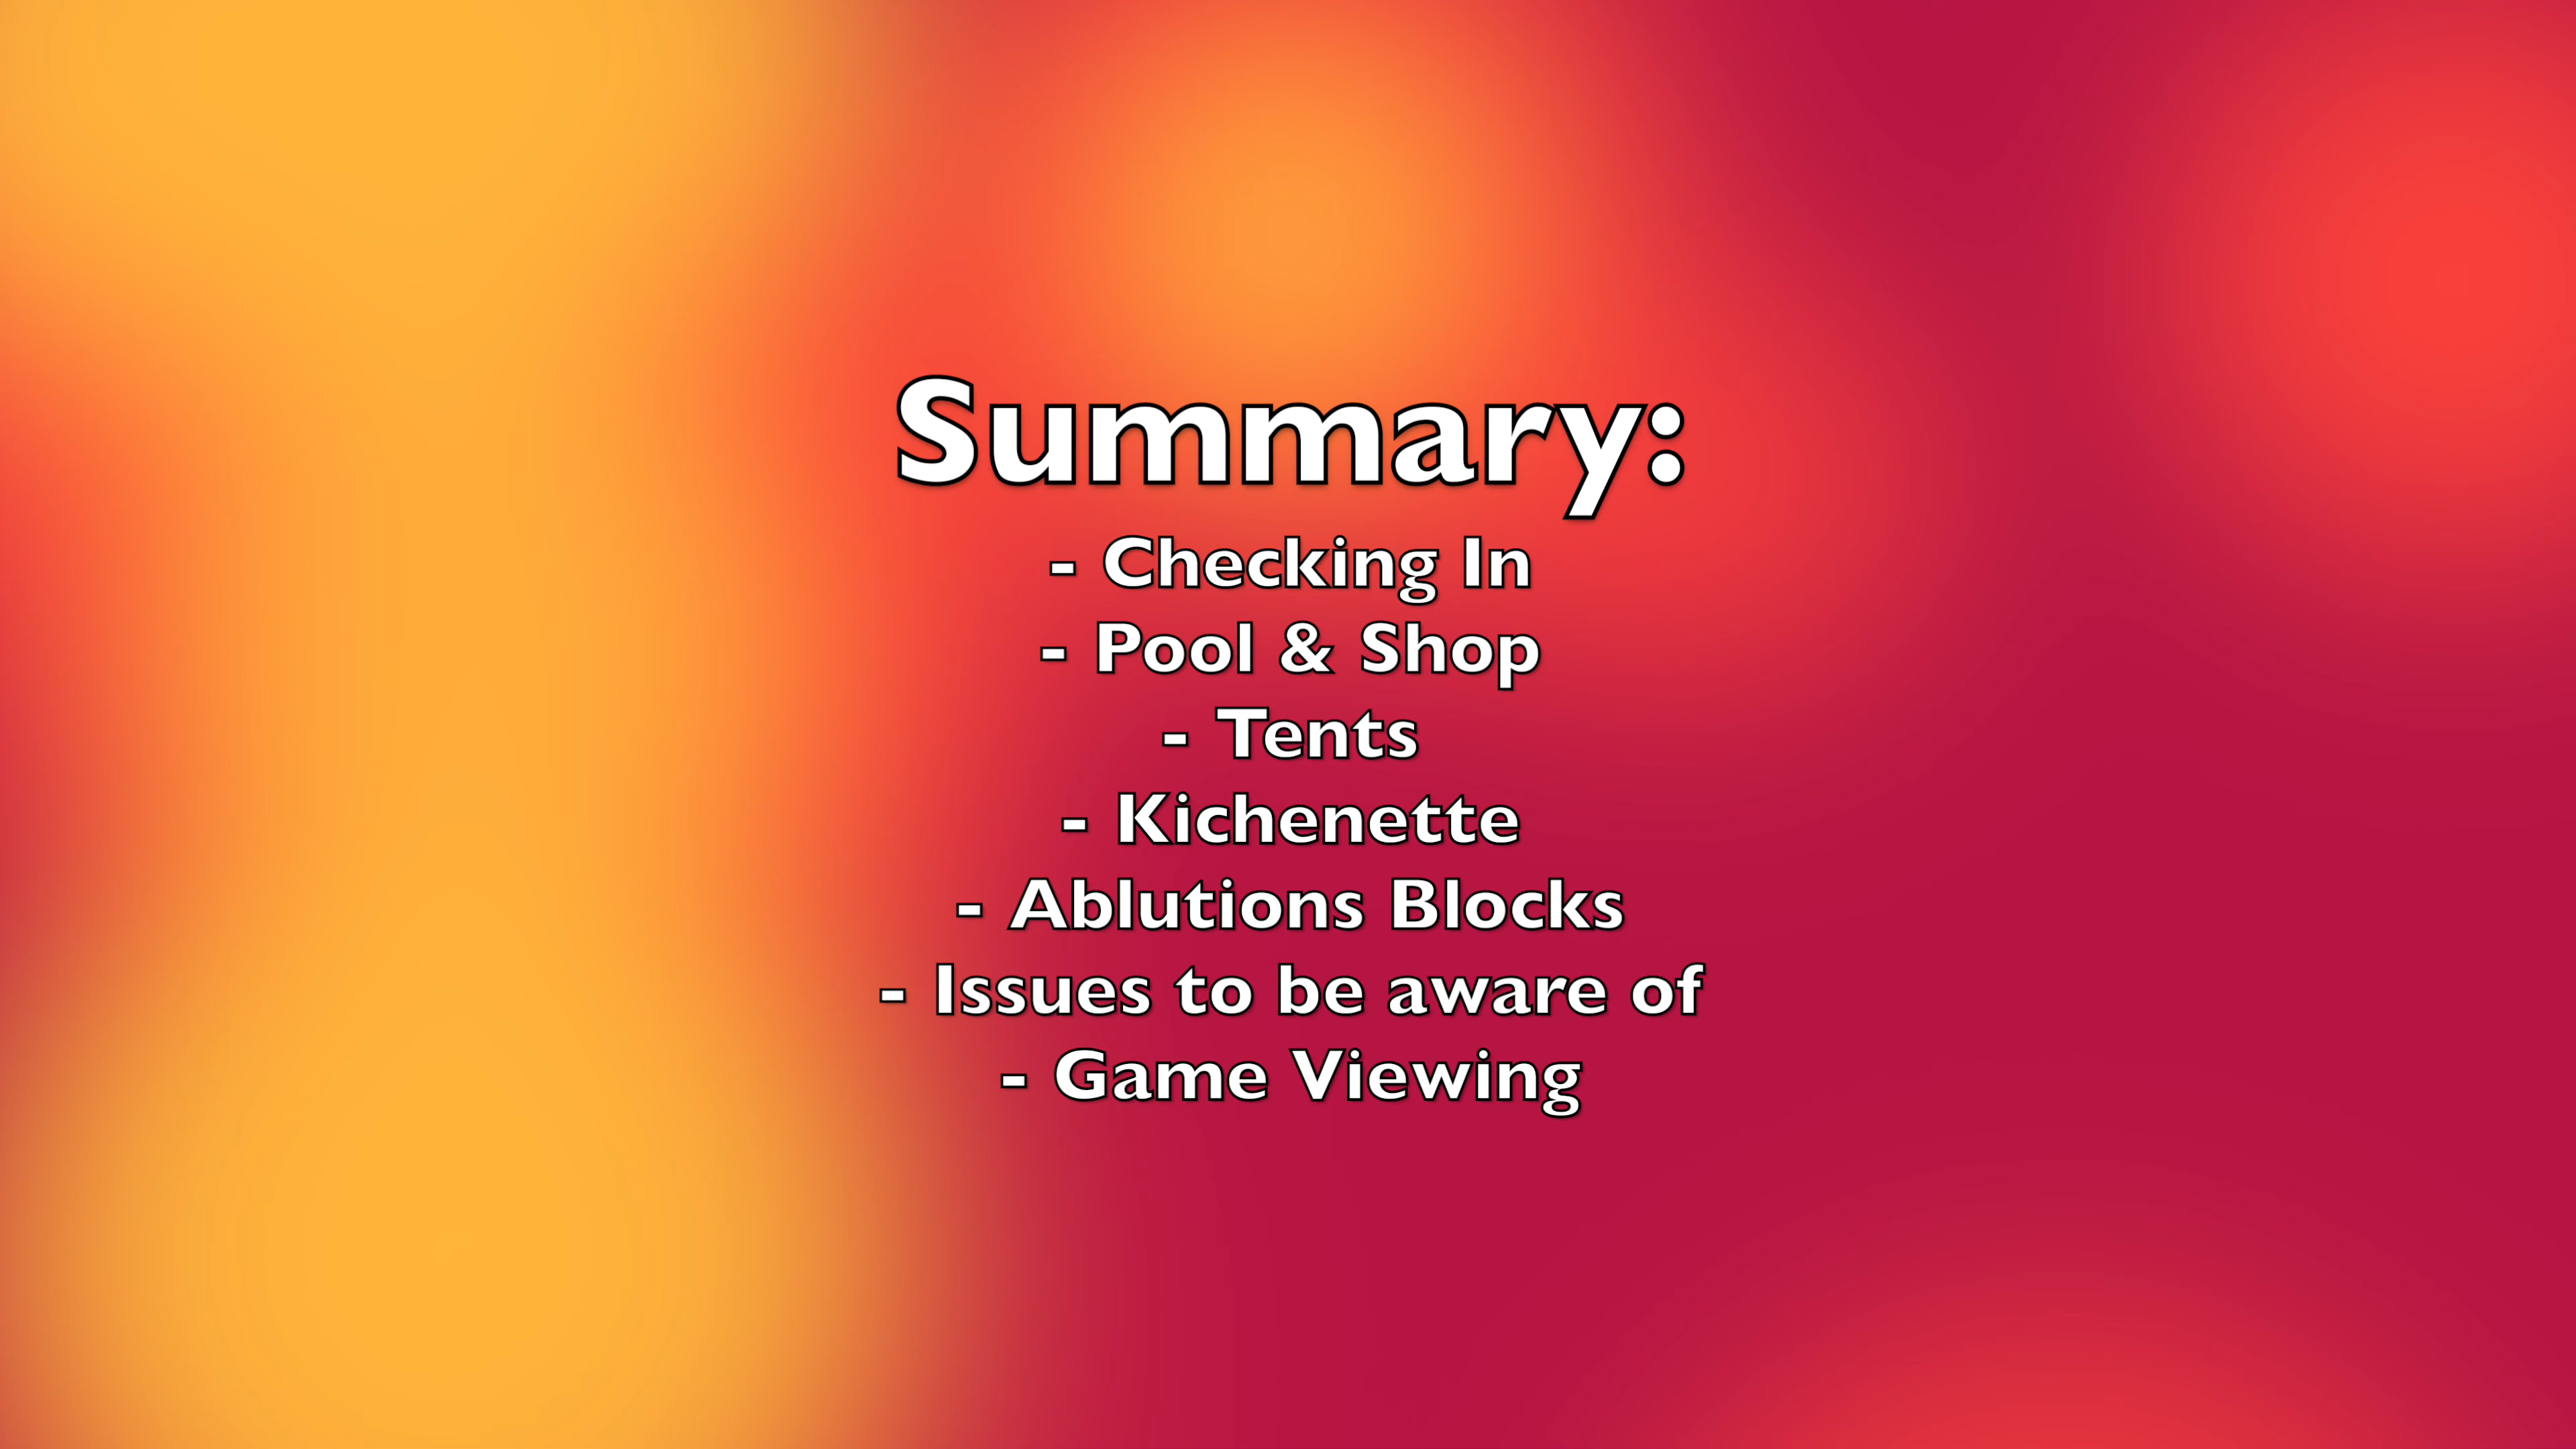 Summary:
- Checking In
- Pool & Shop
- Tents
- Kichenette
- Ablutions Blocks
- Issues to be aware of
- Game Viewing